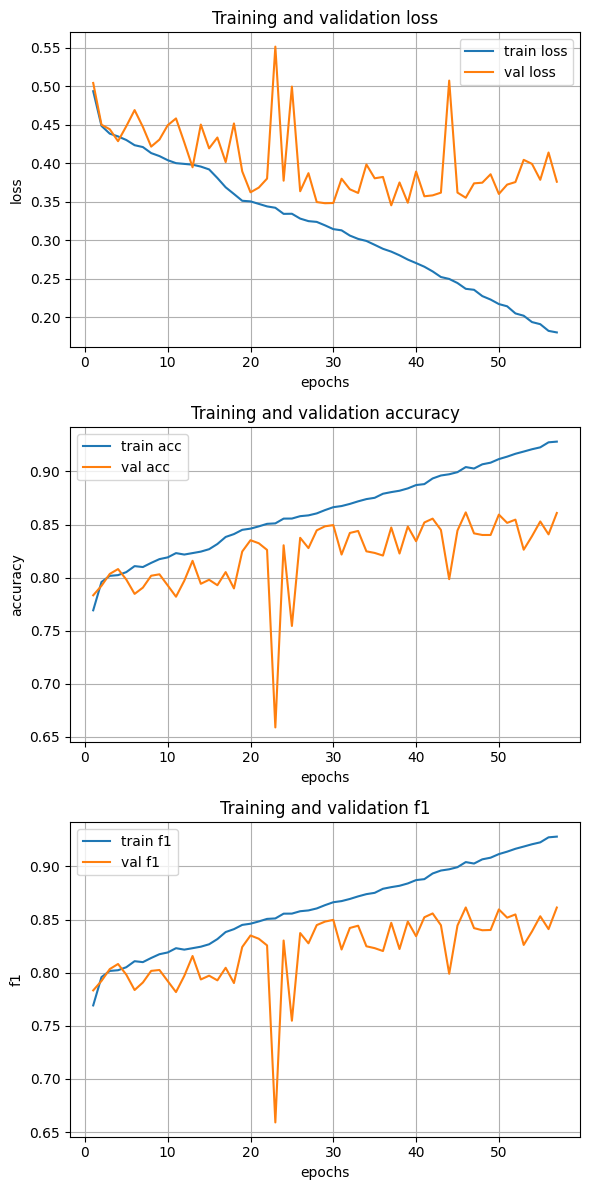 Training and validation loss
train loss
val loss
0.55
0.50
0.45
0.40
0.35
0.30
0.25
0.20
loss
0 10 20 30 40 50
epochs
Training and validation accuracy
train acc
val acc
0.90
0.85
0.80
0.75
0.70
0.65
accuracy
0 10 20 30 40 50
epochs
Training and validation f1
train f1
val f1
0.90
0.85
0.80
0.75
0.70
0.65
f1
0 10 20 30 40 50
epochs